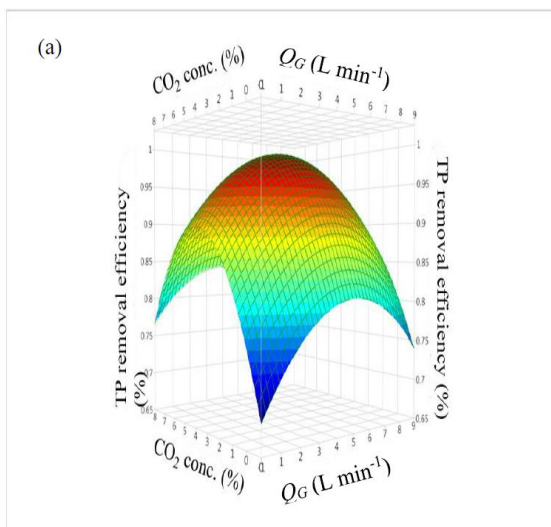 (a)
CO2 conc. (%)
QG (L min-1)
8 7 6 5 4 3 2 1 0
1 2 3 4 5 6 7 8 9
1
0.95
0.9
0.85
0.8
0.75
0.7
0.65
TP removal efficiency
(%)
1
0.95
0.9
0.85
0.8
0.75
0.7
0.65
TP removal efficiency (%)
8 7 6 5 4 3 2 1 0
1 2 3 4 5 6 7 8 9
CO2 conc. (%)
QG (L min-1)